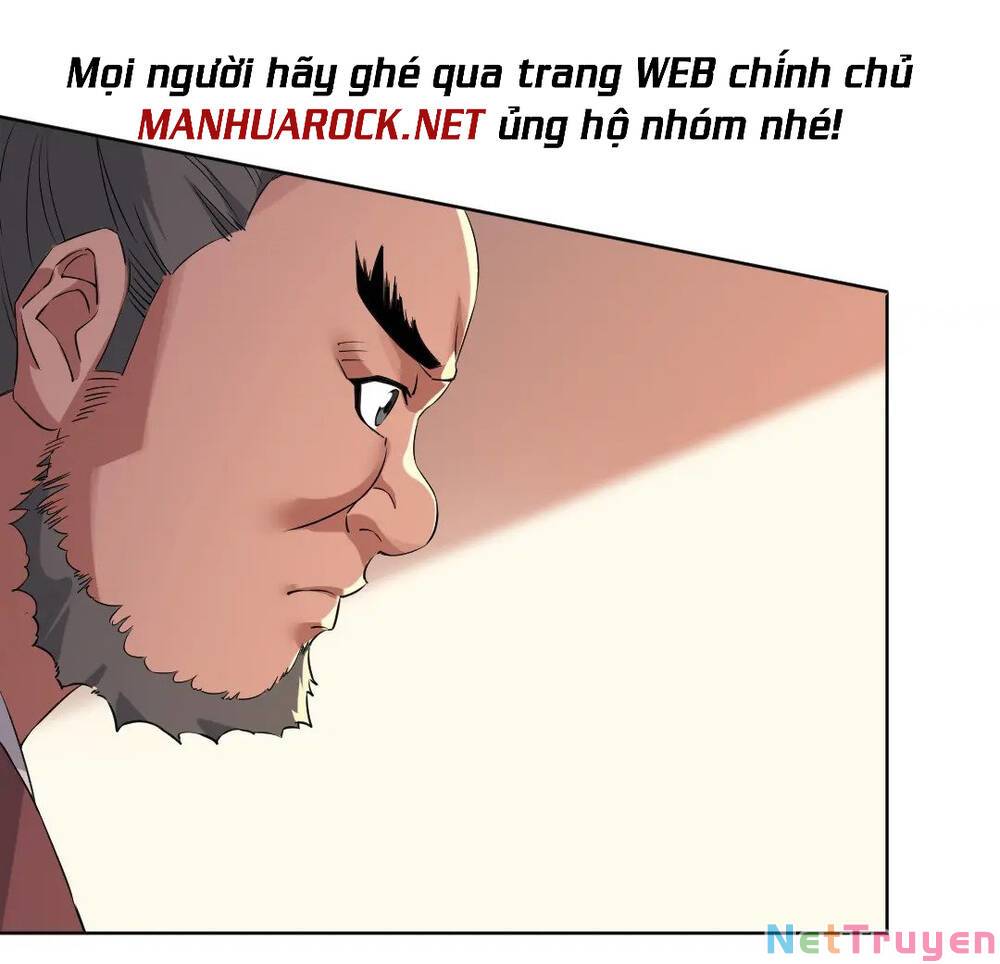 Mọi người hãy ghé qua trang WEB chính chủ
MANHUAROCK.NET ủng hộ nhóm nhé!
NetTruyen